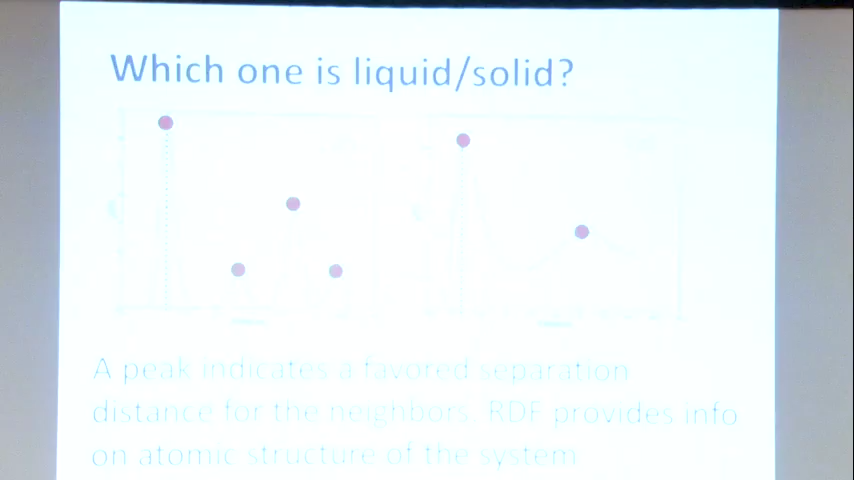 Which one is liquid/solid?
A peak indicates a favored separation
distance for the neighbors. RDF provides info
on atomic structure of the system